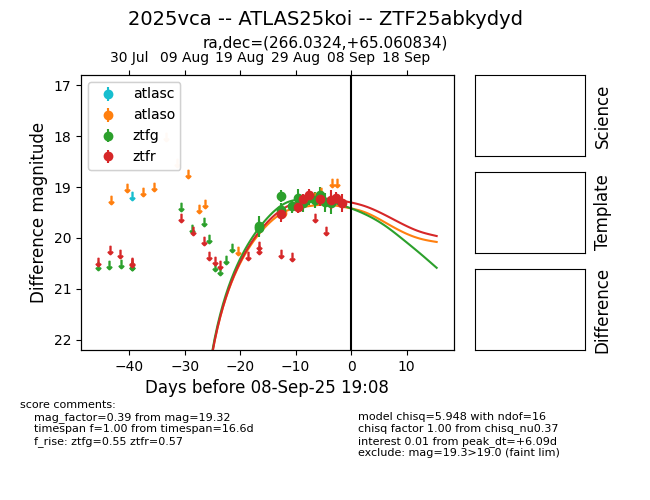 2025vca -- ATLAS25koi -- ZTF25abkydyd
ra,dec=(266.0324,+65.060834)
30 Jul 09 Aug 19 Aug 29 Aug 08 Sep 18 Sep
17
18
19
20
21
22
Difference magnitude
atlasc
atlaso
ztfg
ztfr
−40 −30 −20 −10 0 10
Days before 08-Sep-25 19:08
Science
Template
Difference
score comments:
mag_factor=0.39 from mag=19.32
timespan f=1.00 from timespan=16.6d
f_rise: ztfg=0.55 ztfr=0.57
model chisq=5.948 with ndof=16
chisq factor 1.00 from chisq_nu0.37
interest 0.01 from peak_dt=+6.09d
exclude: mag=19.3>19.0 (faint lim)